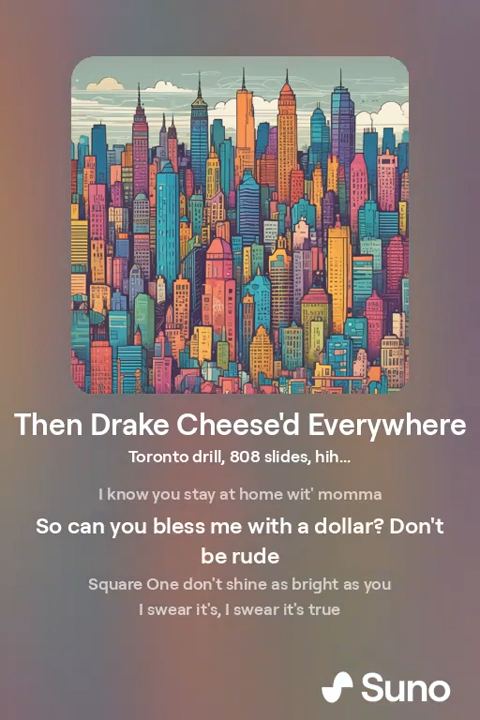 Then Drake Cheese'd Everywhere
Toronto drill, 808 slides, hih...
I know you stay at home wit' momma
So can you bless me with a dollar? Don't
be rude
Square One don't shine as bright as you
I swear it's, I swear it's true
Suno